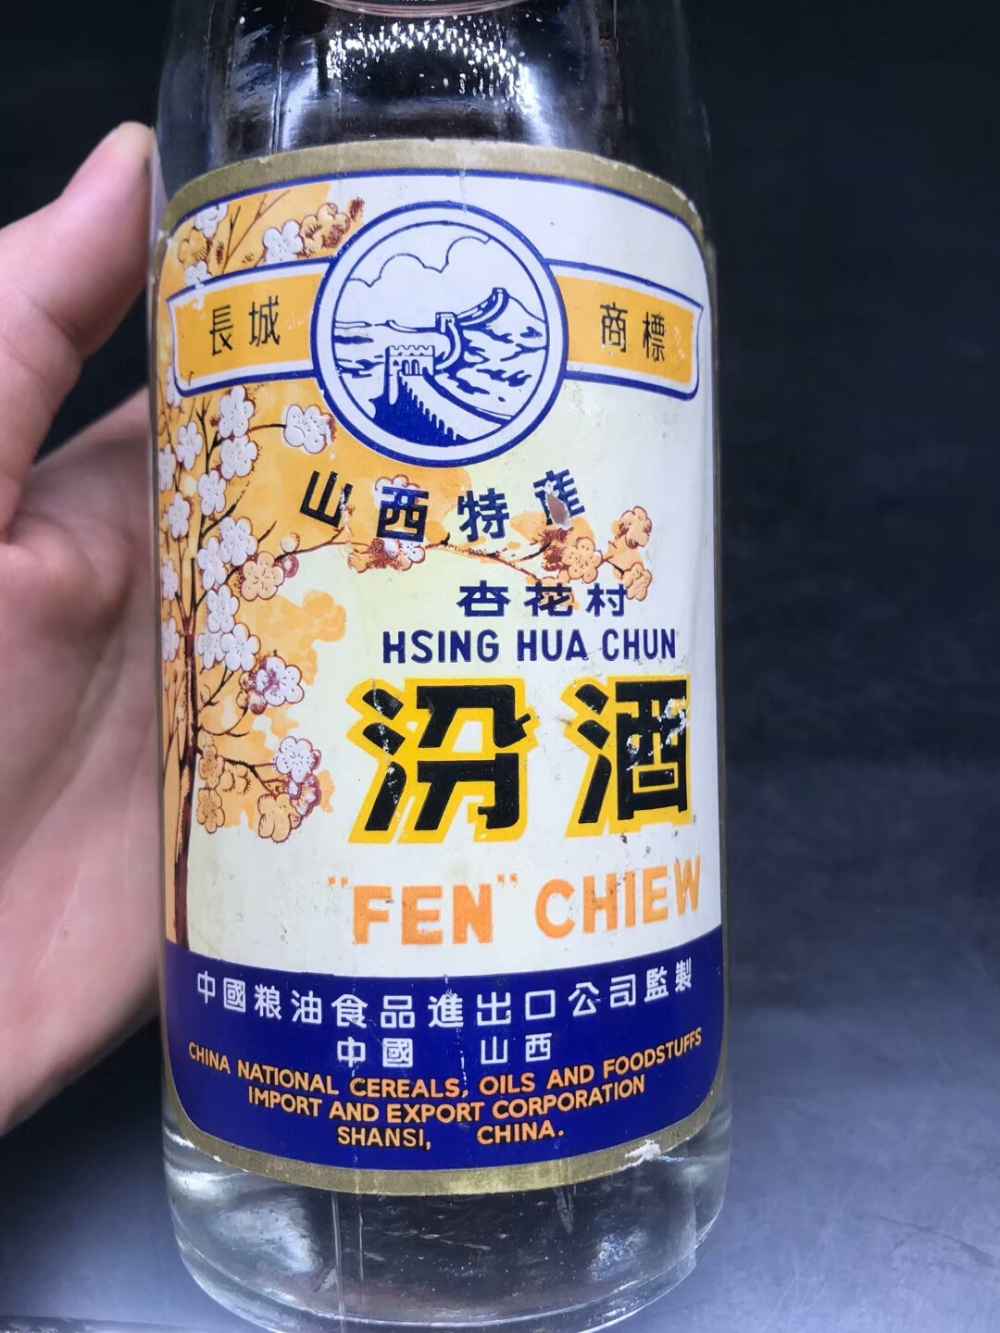 長城 商標
山西特產
杏花村
HSING HUA CHUN
汾酒
"FEN" CHIEW
中國粮油食品進出口公司監製
中國 山西
CHINA NATIONAL CEREALS, OILS AND FOODSTUFFS
IMPORT AND EXPORT CORPORATION
SHANSI, CHINA.